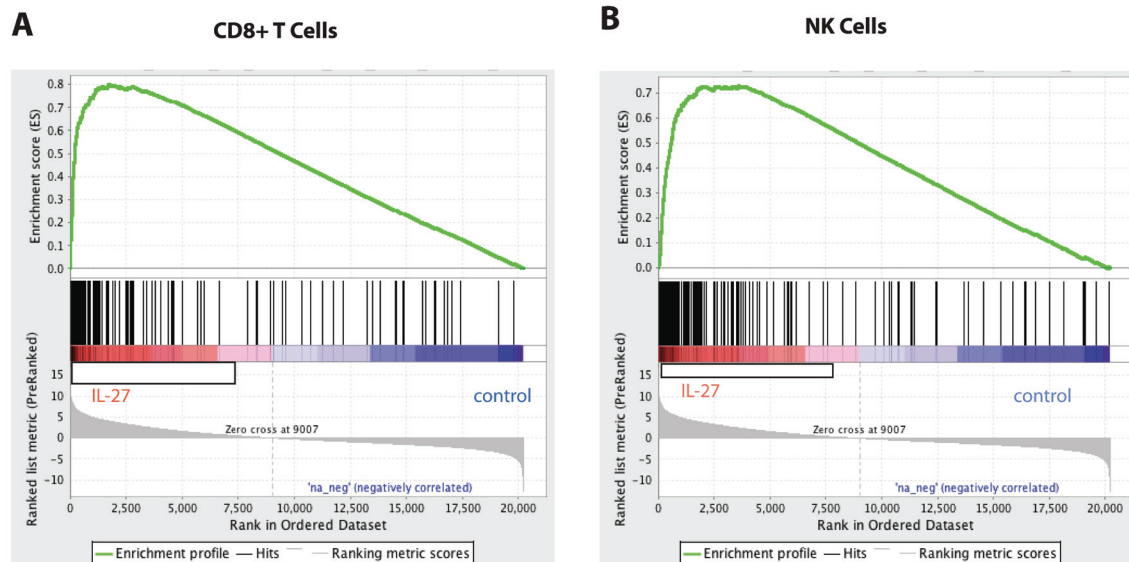 A
CD8+ T Cells
Enrichment score (ES)
0.8
0.7
0.6
0.5
0.4
0.3
0.2
0.1
0.0
Ranked list metric (PreRanked)
15
10
5
0
-5
-10
IL-27
control
Zero cross at 9007
'na_neg' (negatively correlated)
0 2,500 5,000 7,500 10,000 12,500 15,000 17,500 20,000
Rank in Ordered Dataset
Enrichment profile Hits Ranking metric scores
B
NK Cells
Enrichment score (ES)
0.7
0.6
0.5
0.4
0.3
0.2
0.1
0.0
Ranked list metric (PreRanked)
15
10
5
0
-5
-10
IL-27
control
Zero cross at 9007
'na_neg' (negatively correlated)
0 2,500 5,000 7,500 10,000 12,500 15,000 17,500 20,000
Rank in Ordered Dataset
Enrichment profile Hits Ranking metric scores